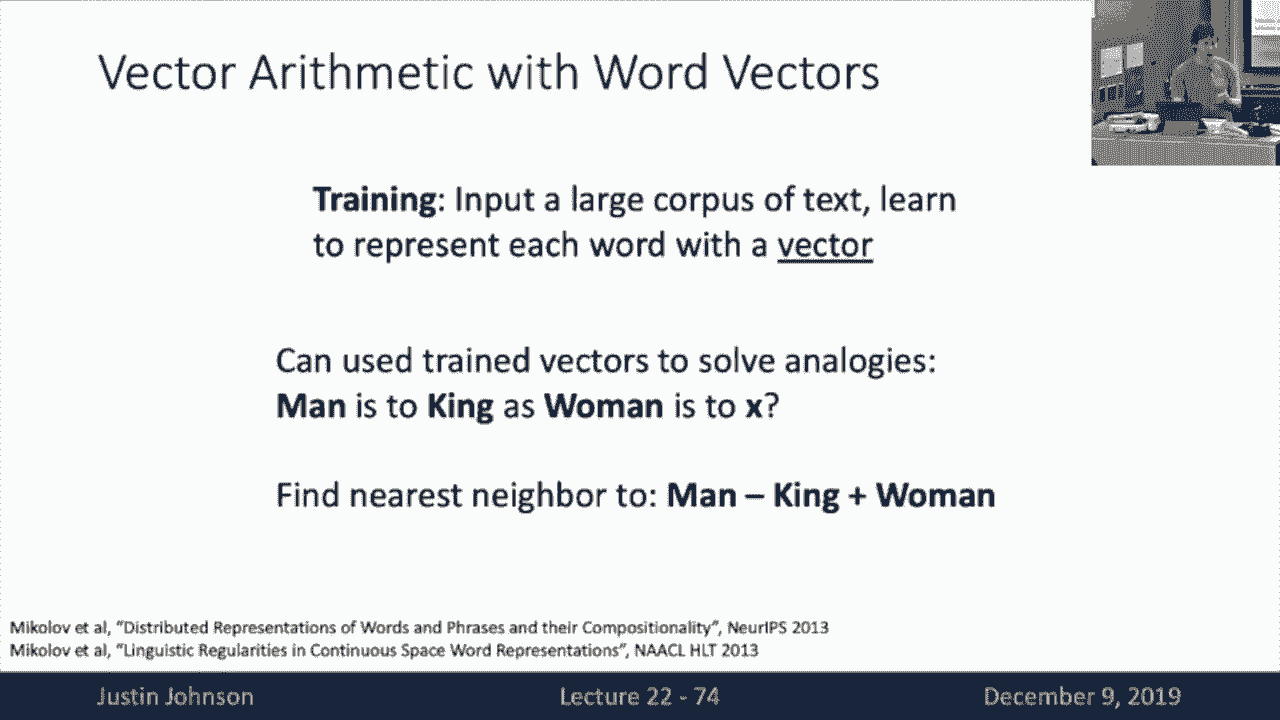 Vector Arithmetic with Word Vectors
Training: Input a large corpus of text, learn
to represent each word with a vector
Can used trained vectors to solve analogies:
Man is to King as Woman is to x?
Find nearest neighbor to: Man – King + Woman
Mikolov et al, “Distributed Representations of Words and Phrases and their Compositionality”, NeurIPS 2013
Mikolov et al, “Linguistic Regularities in Continuous Space Word Representations”, NAACL HLT 2013
Justin Johnson
Lecture 22 - 74
December 9, 2019